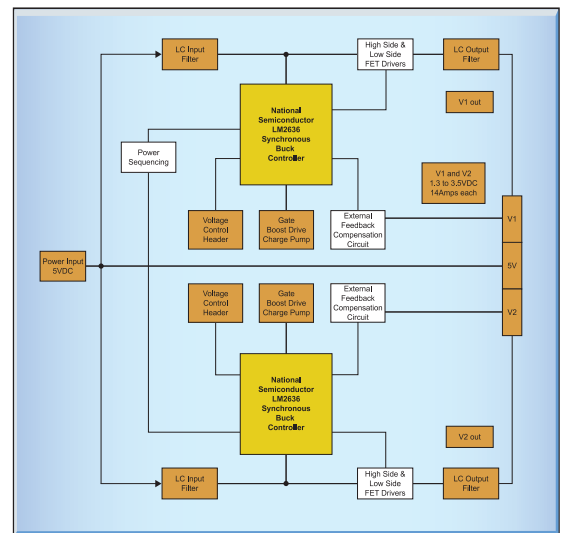 LC Input
Filter
High Side &
Low Side
FET Drivers
LC Output
Filter
V1 out
National
Semiconductor
LM2636
Synchronous
Buck
Controller
Power
Sequencing
V1 and V2
1.3 to 3.5VDC
14Amps each
Voltage
Control
Header
Gate
Boost Drive
Charge Pump
External
Feedback
Compensation
Circuit
V1
Power Input
5VDC
5V
Voltage
Control
Header
Gate
Boost Drive
Charge Pump
External
Feedback
Compensation
Circuit
V2
National
Semiconductor
LM2636
Synchronous
Buck
Controller
V2 out
LC Input
Filter
High Side &
Low Side
FET Drivers
LC Output
Filter